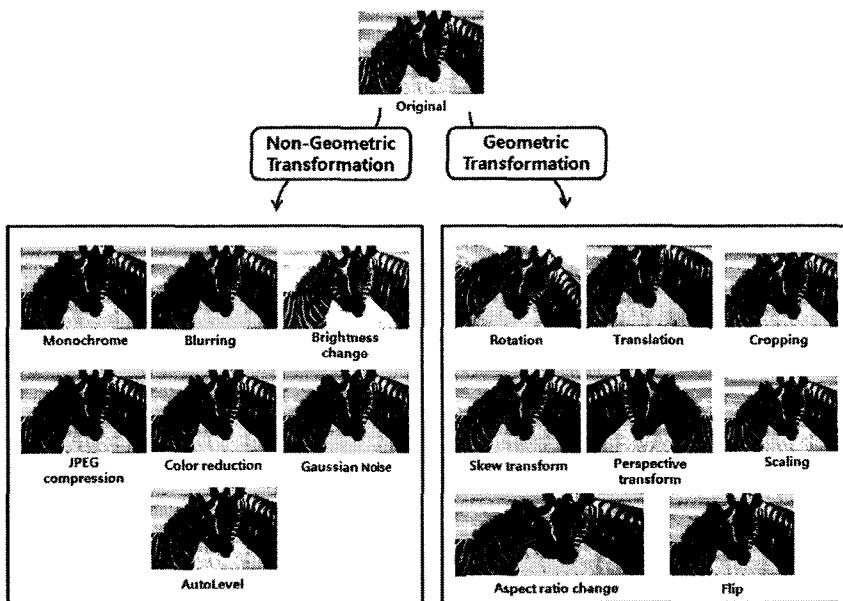 Original
Non-Geometric
Transformation
Geometric
Transformation
Monochrome
Blurring
Brightness
change
JPEG
compression
Color reduction
Gaussian Noise
AutoLevel
Rotation
Translation
Cropping
Skew transform
Perspective
transform
Scaling
Aspect ratio change
Flip